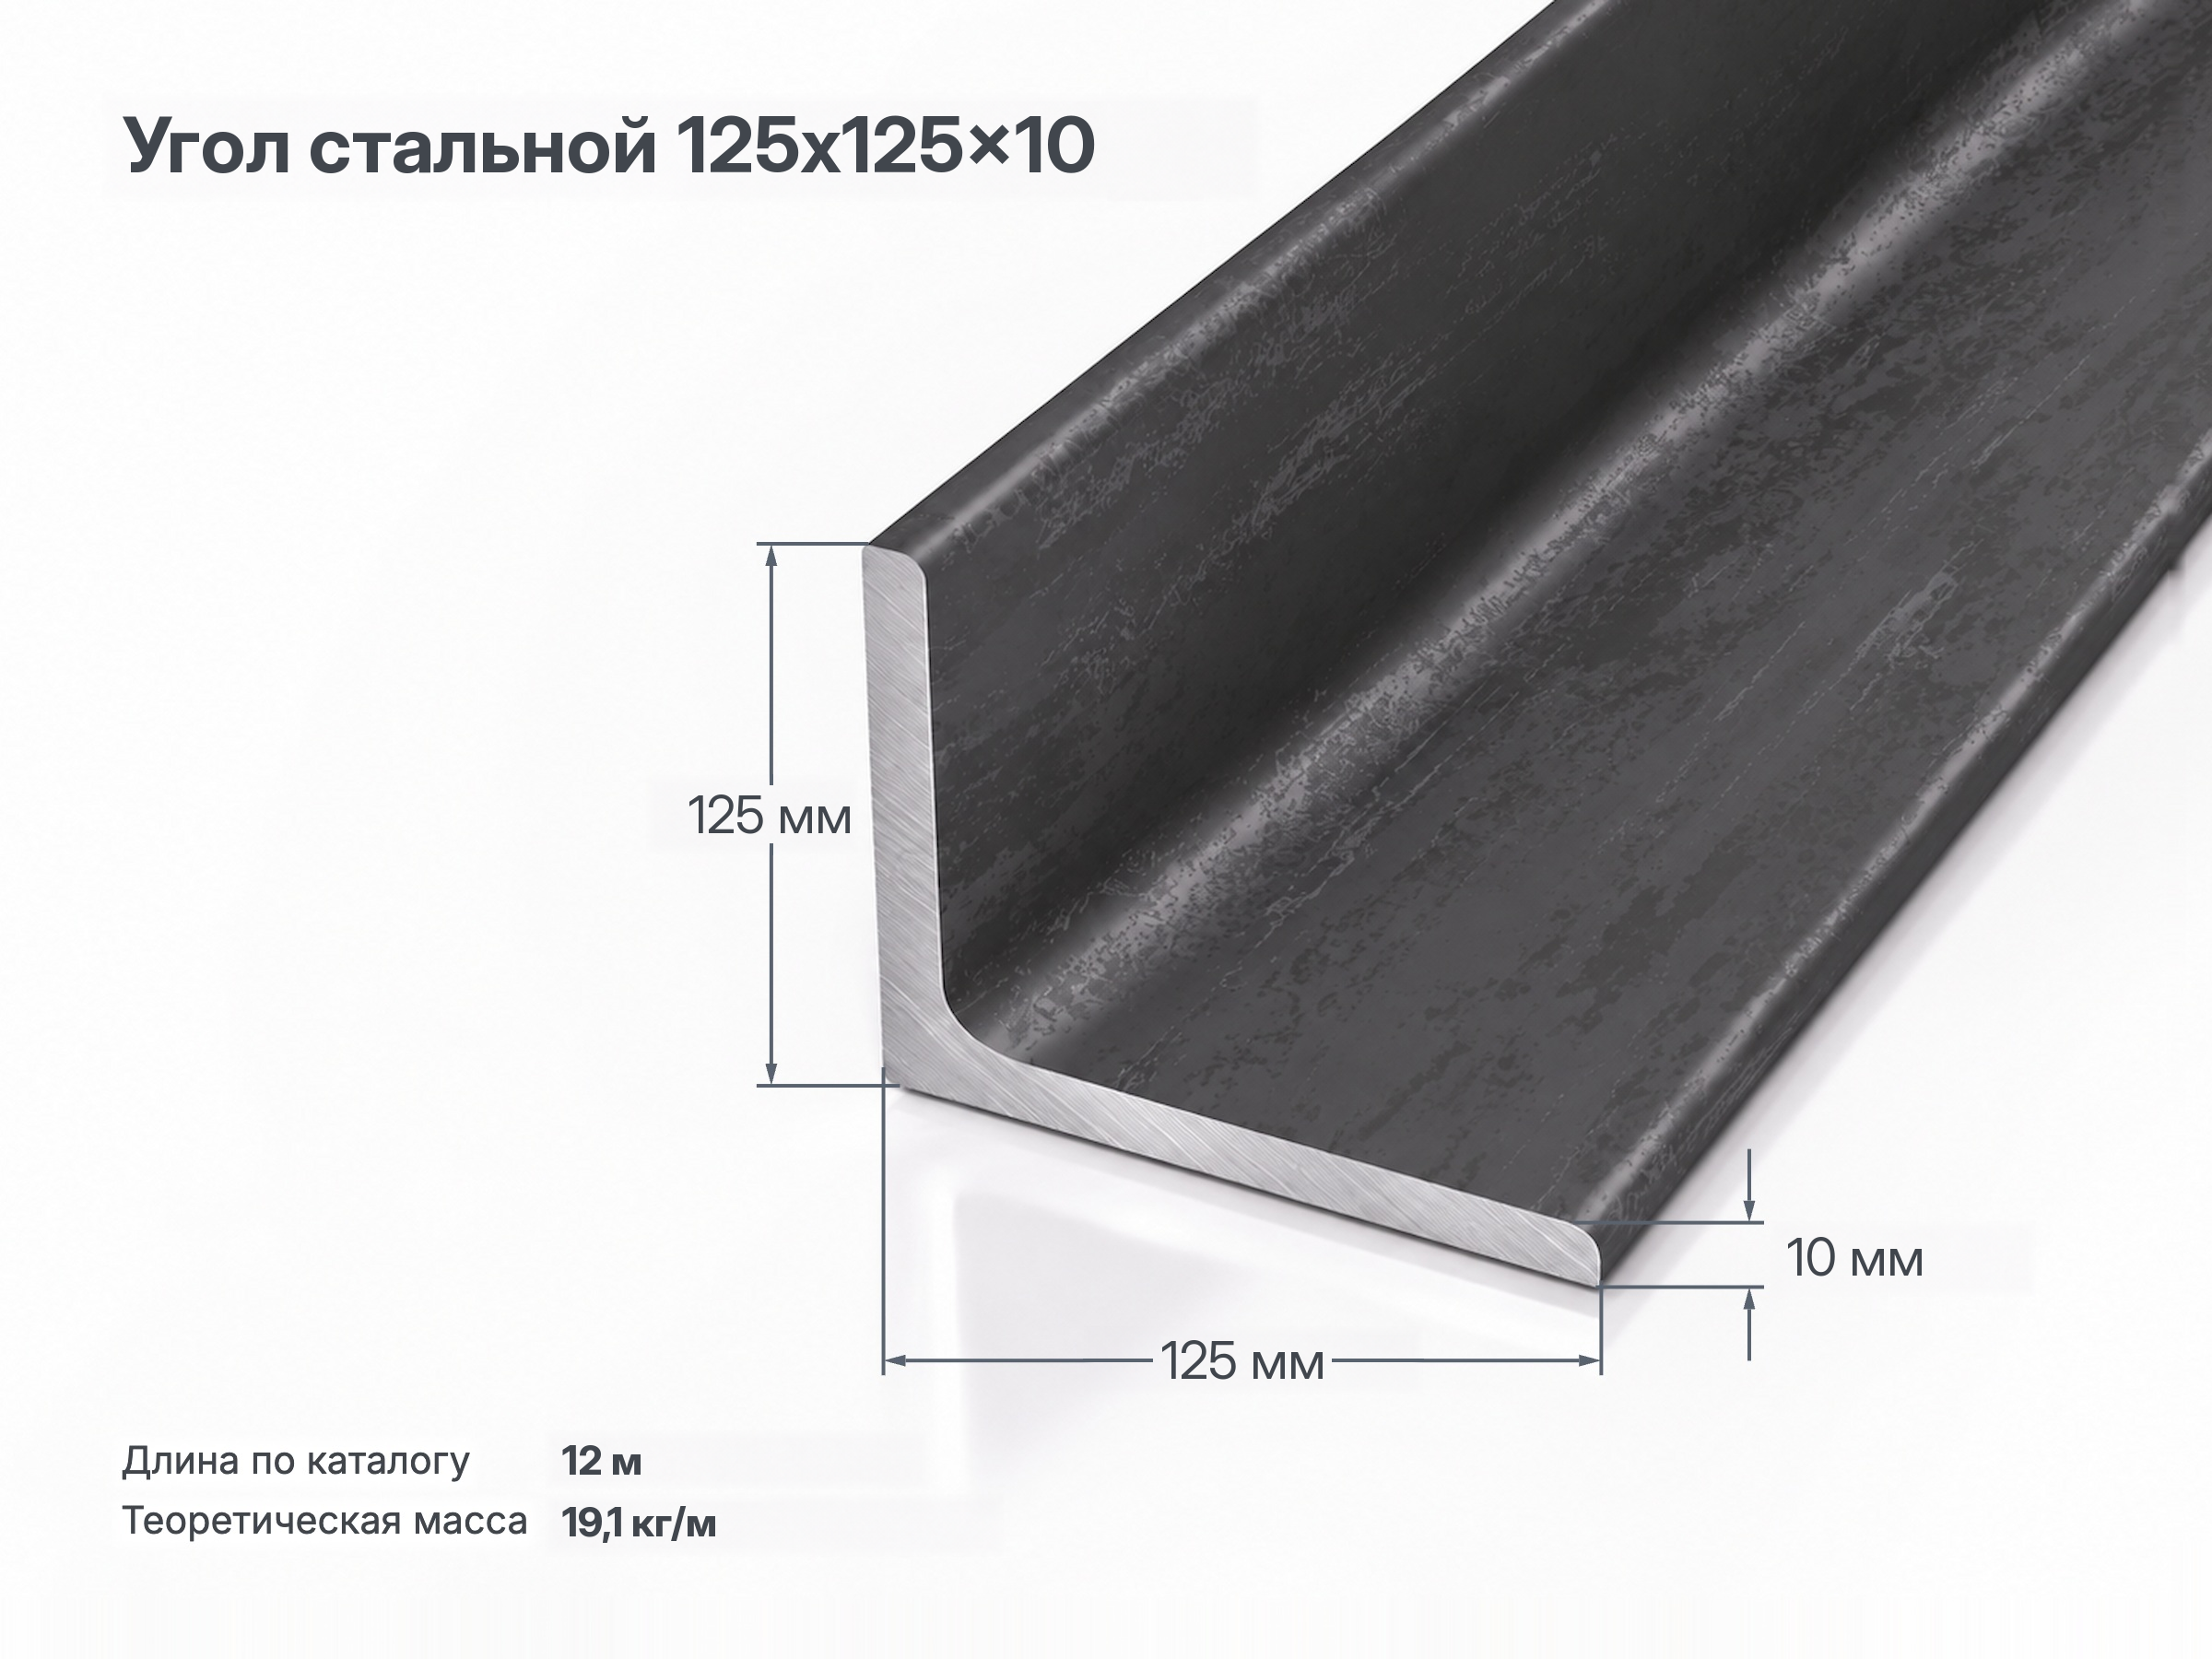 Угол стальной 125х125×10
125 мм
10 мм
125 мм
Длина по каталогу 12 м
Теоретическая масса 19,1 кг/м